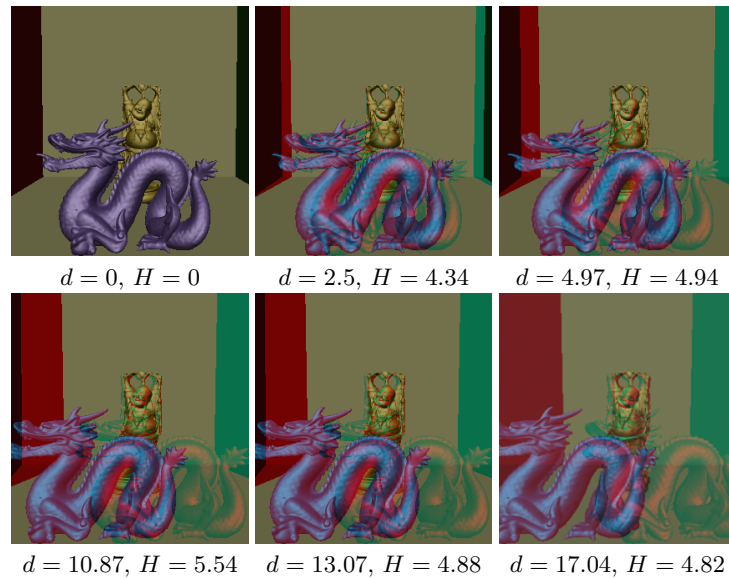 d = 0, H = 0
d = 2.5, H = 4.34
d = 4.97, H = 4.94
d = 10.87, H = 5.54
d = 13.07, H = 4.88
d = 17.04, H = 4.82